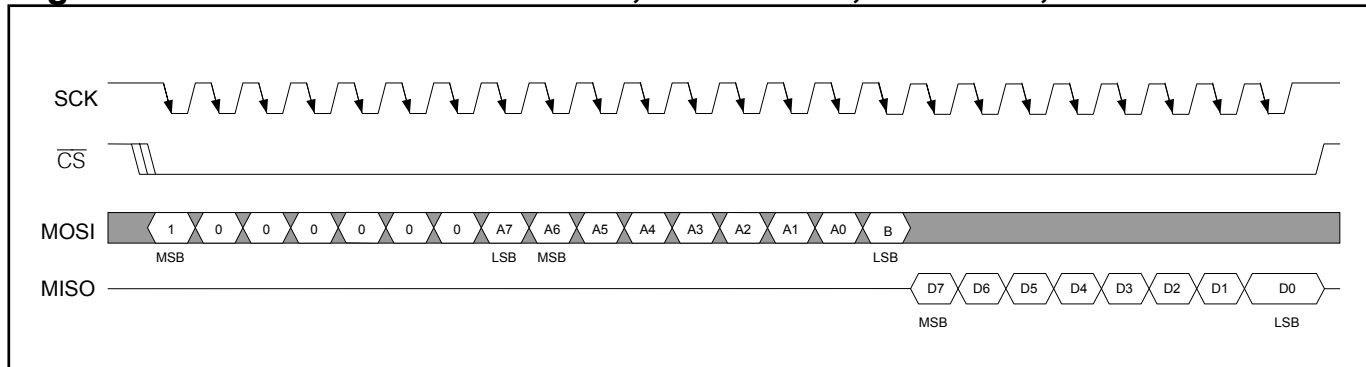 SCK
CS
MOSI 1 0 0 0 0 0 0 A7 A6 A5 A4 A3 A2 A1 A0 B
MSB LSB MSB LSB
MISO D7 D6 D5 D4 D3 D2 D1 D0
MSB LSB